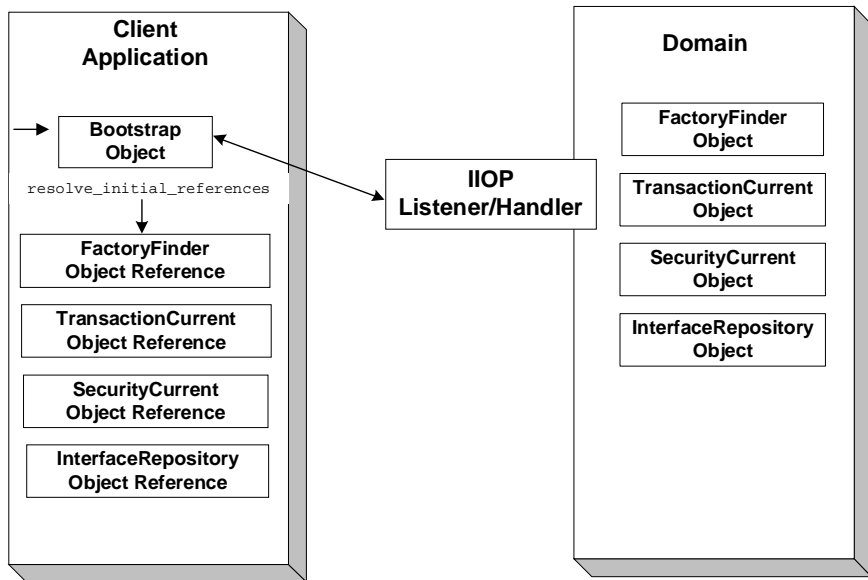 Client
Application
Bootstrap
Object
resolve_initial_references
FactoryFinder
Object Reference
TransactionCurrent
Object Reference
SecurityCurrent
Object Reference
InterfaceRepository
Object Reference
IIOP
Listener/Handler
Domain
FactoryFinder
Object
TransactionCurrent
Object
SecurityCurrent
Object
InterfaceRepository
Object